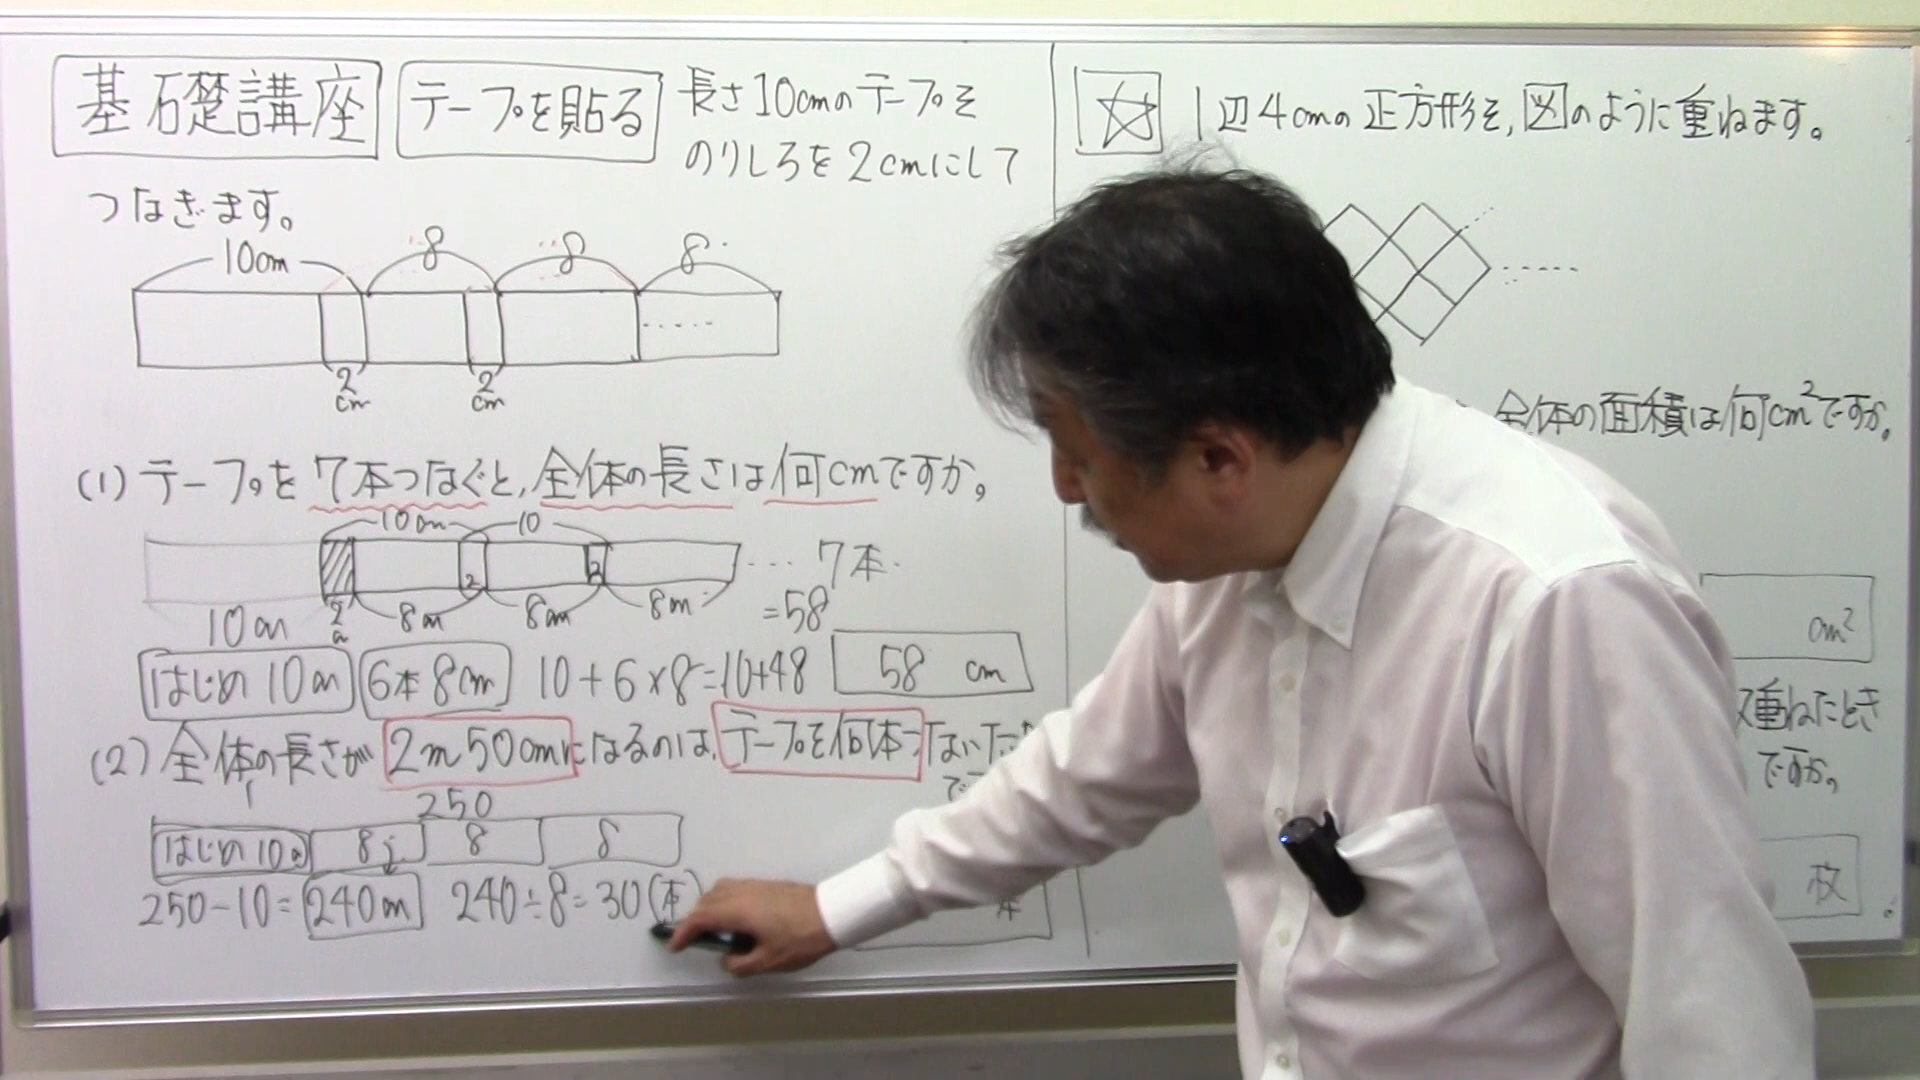 基礎講座 テープを貼る 長さ10cmのテープを
のりしろを2cmにして
つなぎます。
10cm 8 8 8
2cm 2cm
(1) テープを7本つなぐと,全体の長さは何cmですか。
10cm 10
2 2 ‥‥ 7本
10cm 2cm 8cm 8cm 8cm =58
はじめ10cm 6本8cm 10+6×8=10+48 58 cm
(2) 全体の長さが 2m50cmになるのは,テープを何本つないだ
250
はじめ10cm 8 8 8
250-10=240cm 240÷8=30(本)
本
☆ 1辺4cmの正方形を,図のように重ねます。
全体の面積は何cm²ですか。
cm²
重ねたとき
ですか。
枚